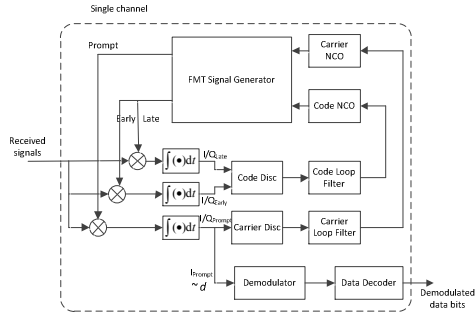 Single channel
Prompt
FMT Signal Generator
Carrier
NCO
Code NCO
Early Late
Received
signals
∫(•)dt
I/QLate
Code Disc
Code Loop
Filter
∫(•)dt
I/QEarly
∫(•)dt
I/QPrompt
Carrier Disc
Carrier
Loop Filter
IPrompt
~ d
Demodulator
Data Decoder
Demodulated
data bits